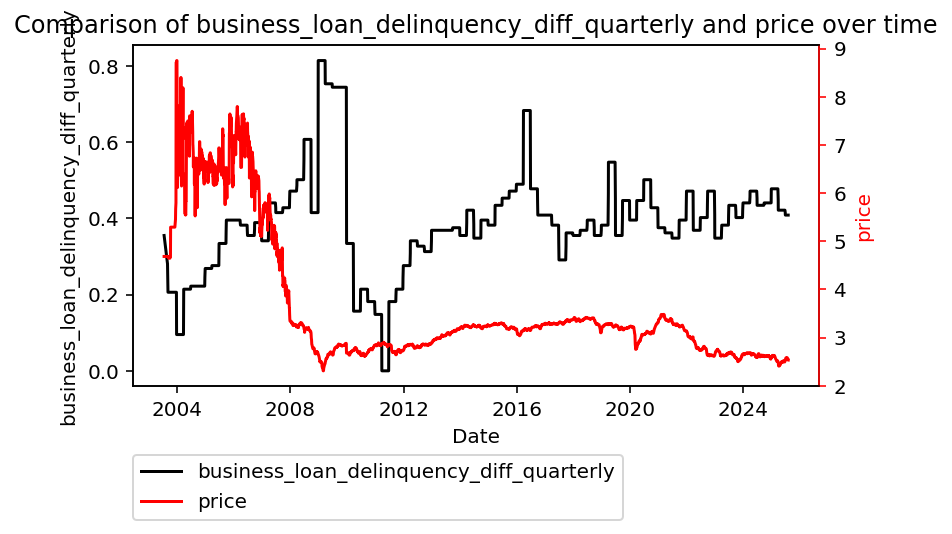 Comparison of business_loan_delinquency_diff_quarterly and price over time
business_loan_delinquency_diff_quarterly
0.8
0.6
0.4
0.2
0.0
9
8
7
6
5
4
3
2
price
2004 2008 2012 2016 2020 2024
Date
business_loan_delinquency_diff_quarterly
price